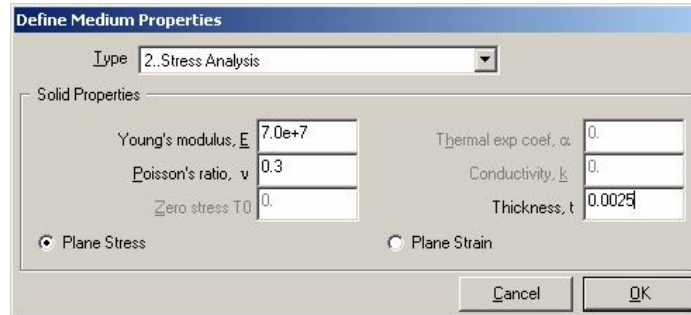 Define Medium Properties
Type 2..Stress Analysis
Solid Properties
Young's modulus, E 7.0e+7
Thermal exp coef, α 0.
Poisson's ratio, ν 0.3
Conductivity, k 0.
Zero stress T0 0.
Thickness, t 0.0025
Plane Stress
Plane Strain
Cancel
OK